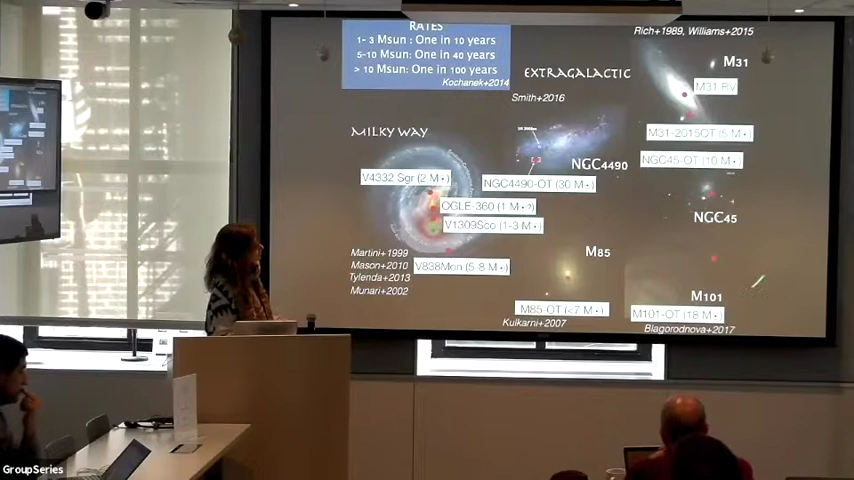 RATES
1- 3 Msun : One in 10 years
5-10 Msun: One in 40 years
> 10 Msun: One in 100 years
Kochanek+2014
Rich+1989, Williams+2015
EXTRAGALACTIC
Smith+2016
M31
M31 RV
MILKY WAY
M31-2015OT (5 M⋆)
NGC4490
NGC45-OT (10 M⋆)
V4332 Sgr (2 M⋆)
NGC4490-OT (30 M⋆)
OGLE-360 (1 M⋆?)
V1309Sco (1-3 M⋆)
NGC45
Martini+1999
Mason+2010
Tylenda+2013
Munari+2002
V838Mon (5-8 M⋆)
M85
M101
M85-OT (<7 M⋆)
Kulkarni+2007
M101-OT (18 M⋆)
Blagorodnova+2017
GroupSeries